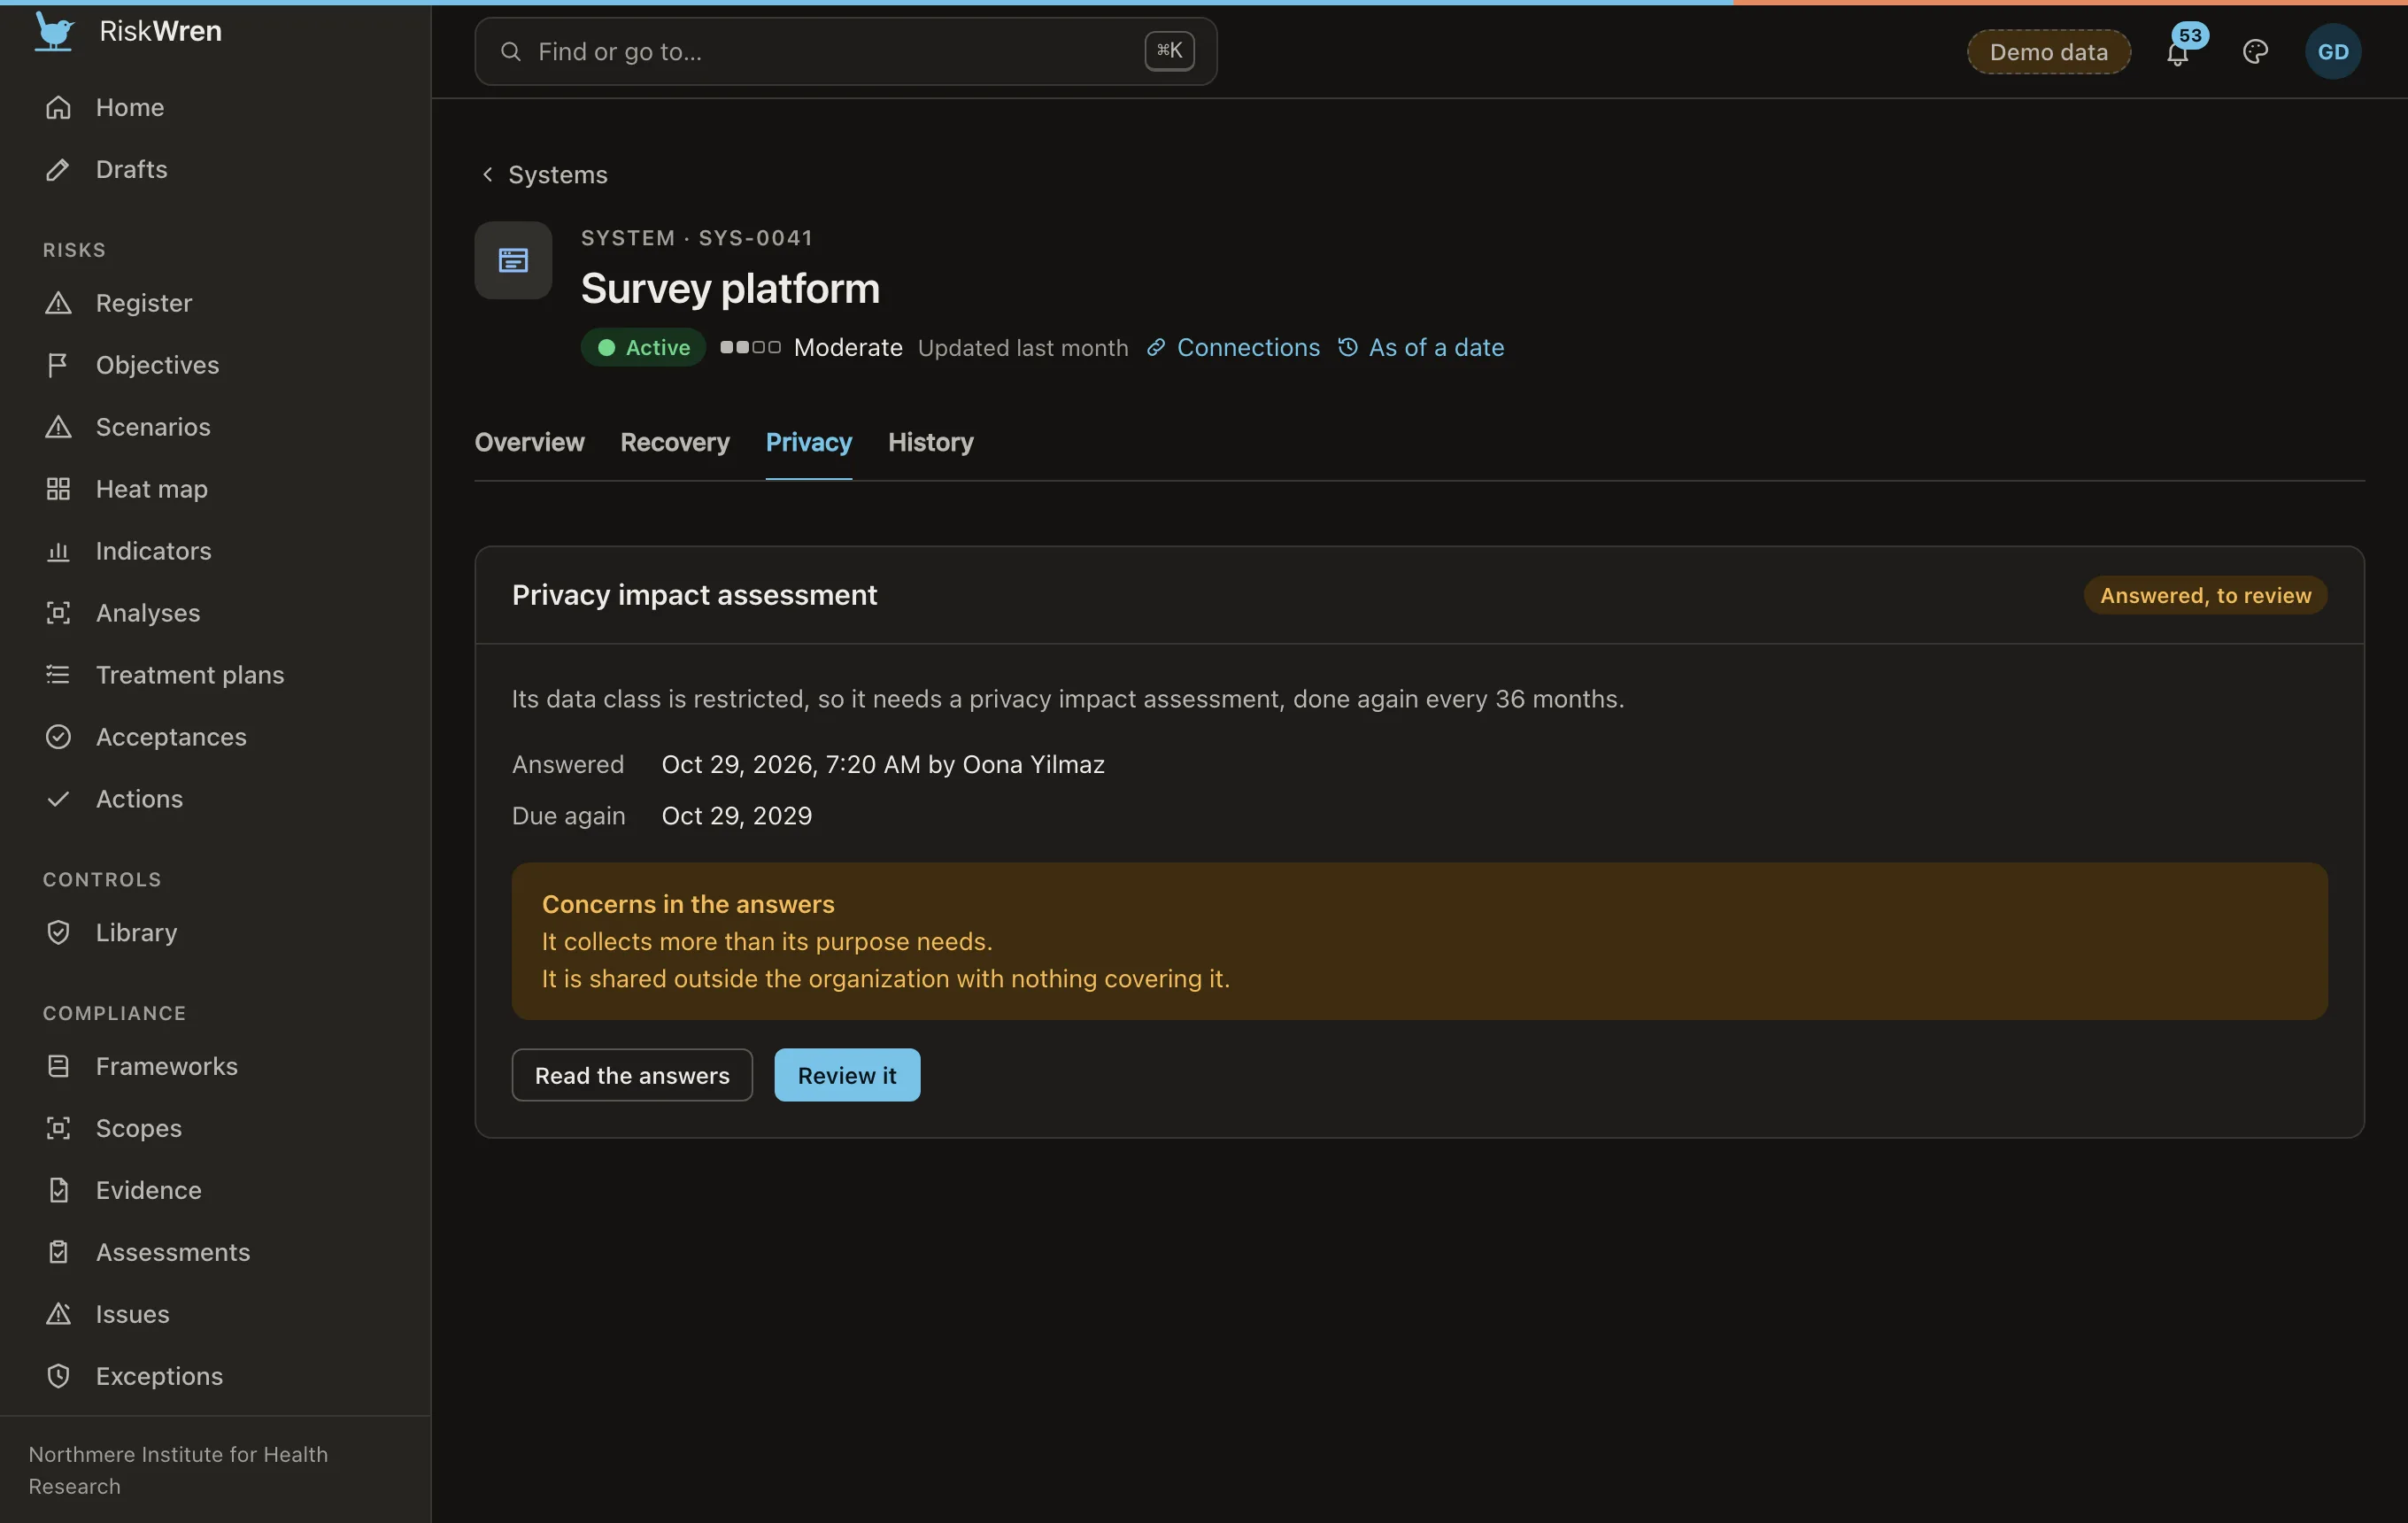 RiskWren
Find or go to...
⌘K
Demo data
53
GD
Home
Drafts
RISKS
Register
Objectives
Scenarios
Heat map
Indicators
Analyses
Treatment plans
Acceptances
Actions
CONTROLS
Library
COMPLIANCE
Frameworks
Scopes
Evidence
Assessments
Issues
Exceptions
Northmere Institute for Health
Research
Systems
SYSTEM · SYS-0041
Survey platform
Active Moderate Updated last month Connections As of a date
Overview Recovery Privacy History
Privacy impact assessment
Answered, to review
Its data class is restricted, so it needs a privacy impact assessment, done again every 36 months.
Answered Oct 29, 2026, 7:20 AM by Oona Yilmaz
Due again Oct 29, 2029
Concerns in the answers
It collects more than its purpose needs.
It is shared outside the organization with nothing covering it.
Read the answers Review it